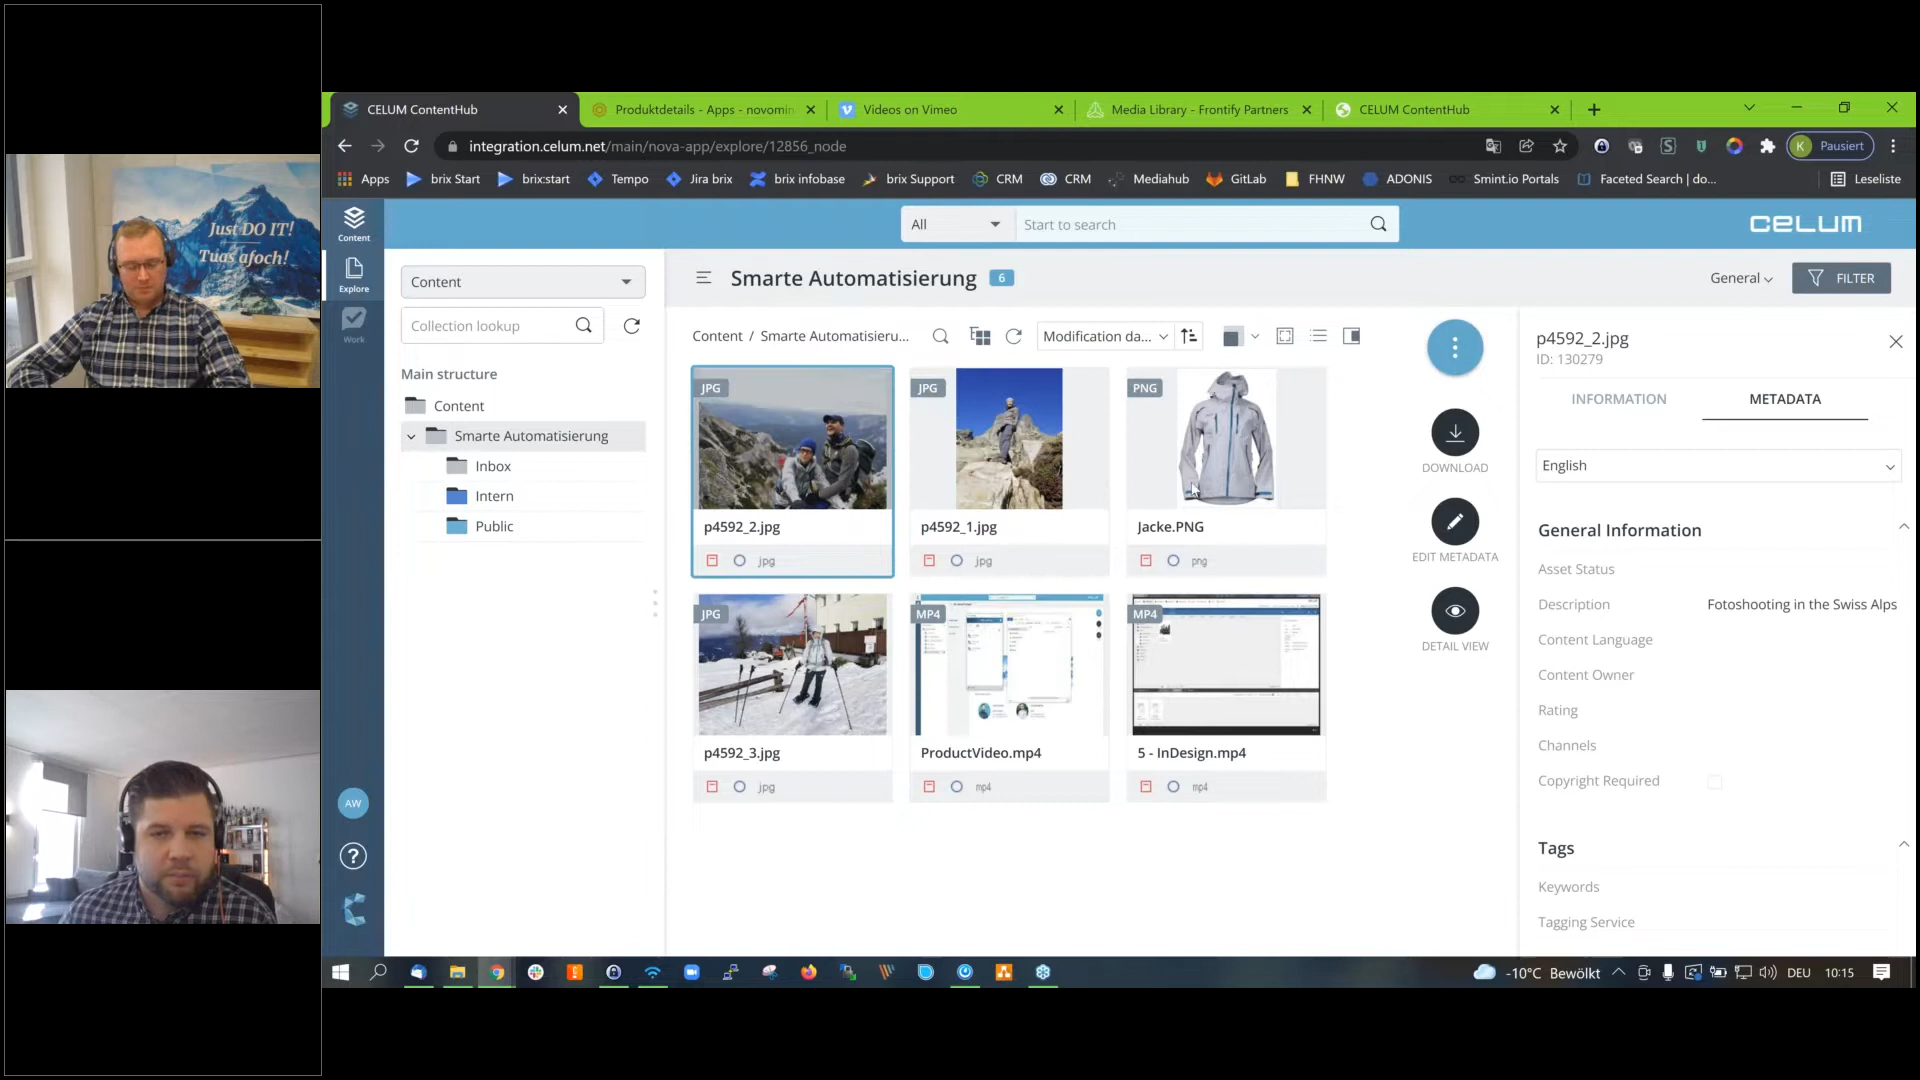 Just DO IT!
Tuas afoch!
CELUM ContentHub
Produktdetails - Apps - novomin
Videos on Vimeo
Media Library - Frontify Partners
CELUM ContentHub
integration.celum.net/main/nova-app/explore/12856_node
K Pausiert
Apps
brix Start
brix:start
Tempo
Jira brix
brix infobase
brix Support
CRM
CRM
Mediahub
GitLab
FHNW
ADONIS
Smint.io Portals
Faceted Search | do...
Leseliste
Content
Explore
Work
AW
All
Start to search
CELUM
Content
Collection lookup
Main structure
Content
Smarte Automatisierung
Inbox
Intern
Public
Smarte Automatisierung 6
General
FILTER
Content / Smarte Automatisieru...
Modification da...
JPG
p4592_2.jpg
jpg
JPG
p4592_1.jpg
jpg
PNG
Jacke.PNG
png
JPG
p4592_3.jpg
jpg
MP4
ProductVideo.mp4
mp4
MP4
5 - InDesign.mp4
mp4
DOWNLOAD
EDIT METADATA
DETAIL VIEW
p4592_2.jpg
ID: 130279
INFORMATION
METADATA
English
General Information
Asset Status
Description Fotoshooting in the Swiss Alps
Content Language
Content Owner
Rating
Channels
Copyright Required
Tags
Keywords
Tagging Service
-10°C Bewölkt
DEU
10:15